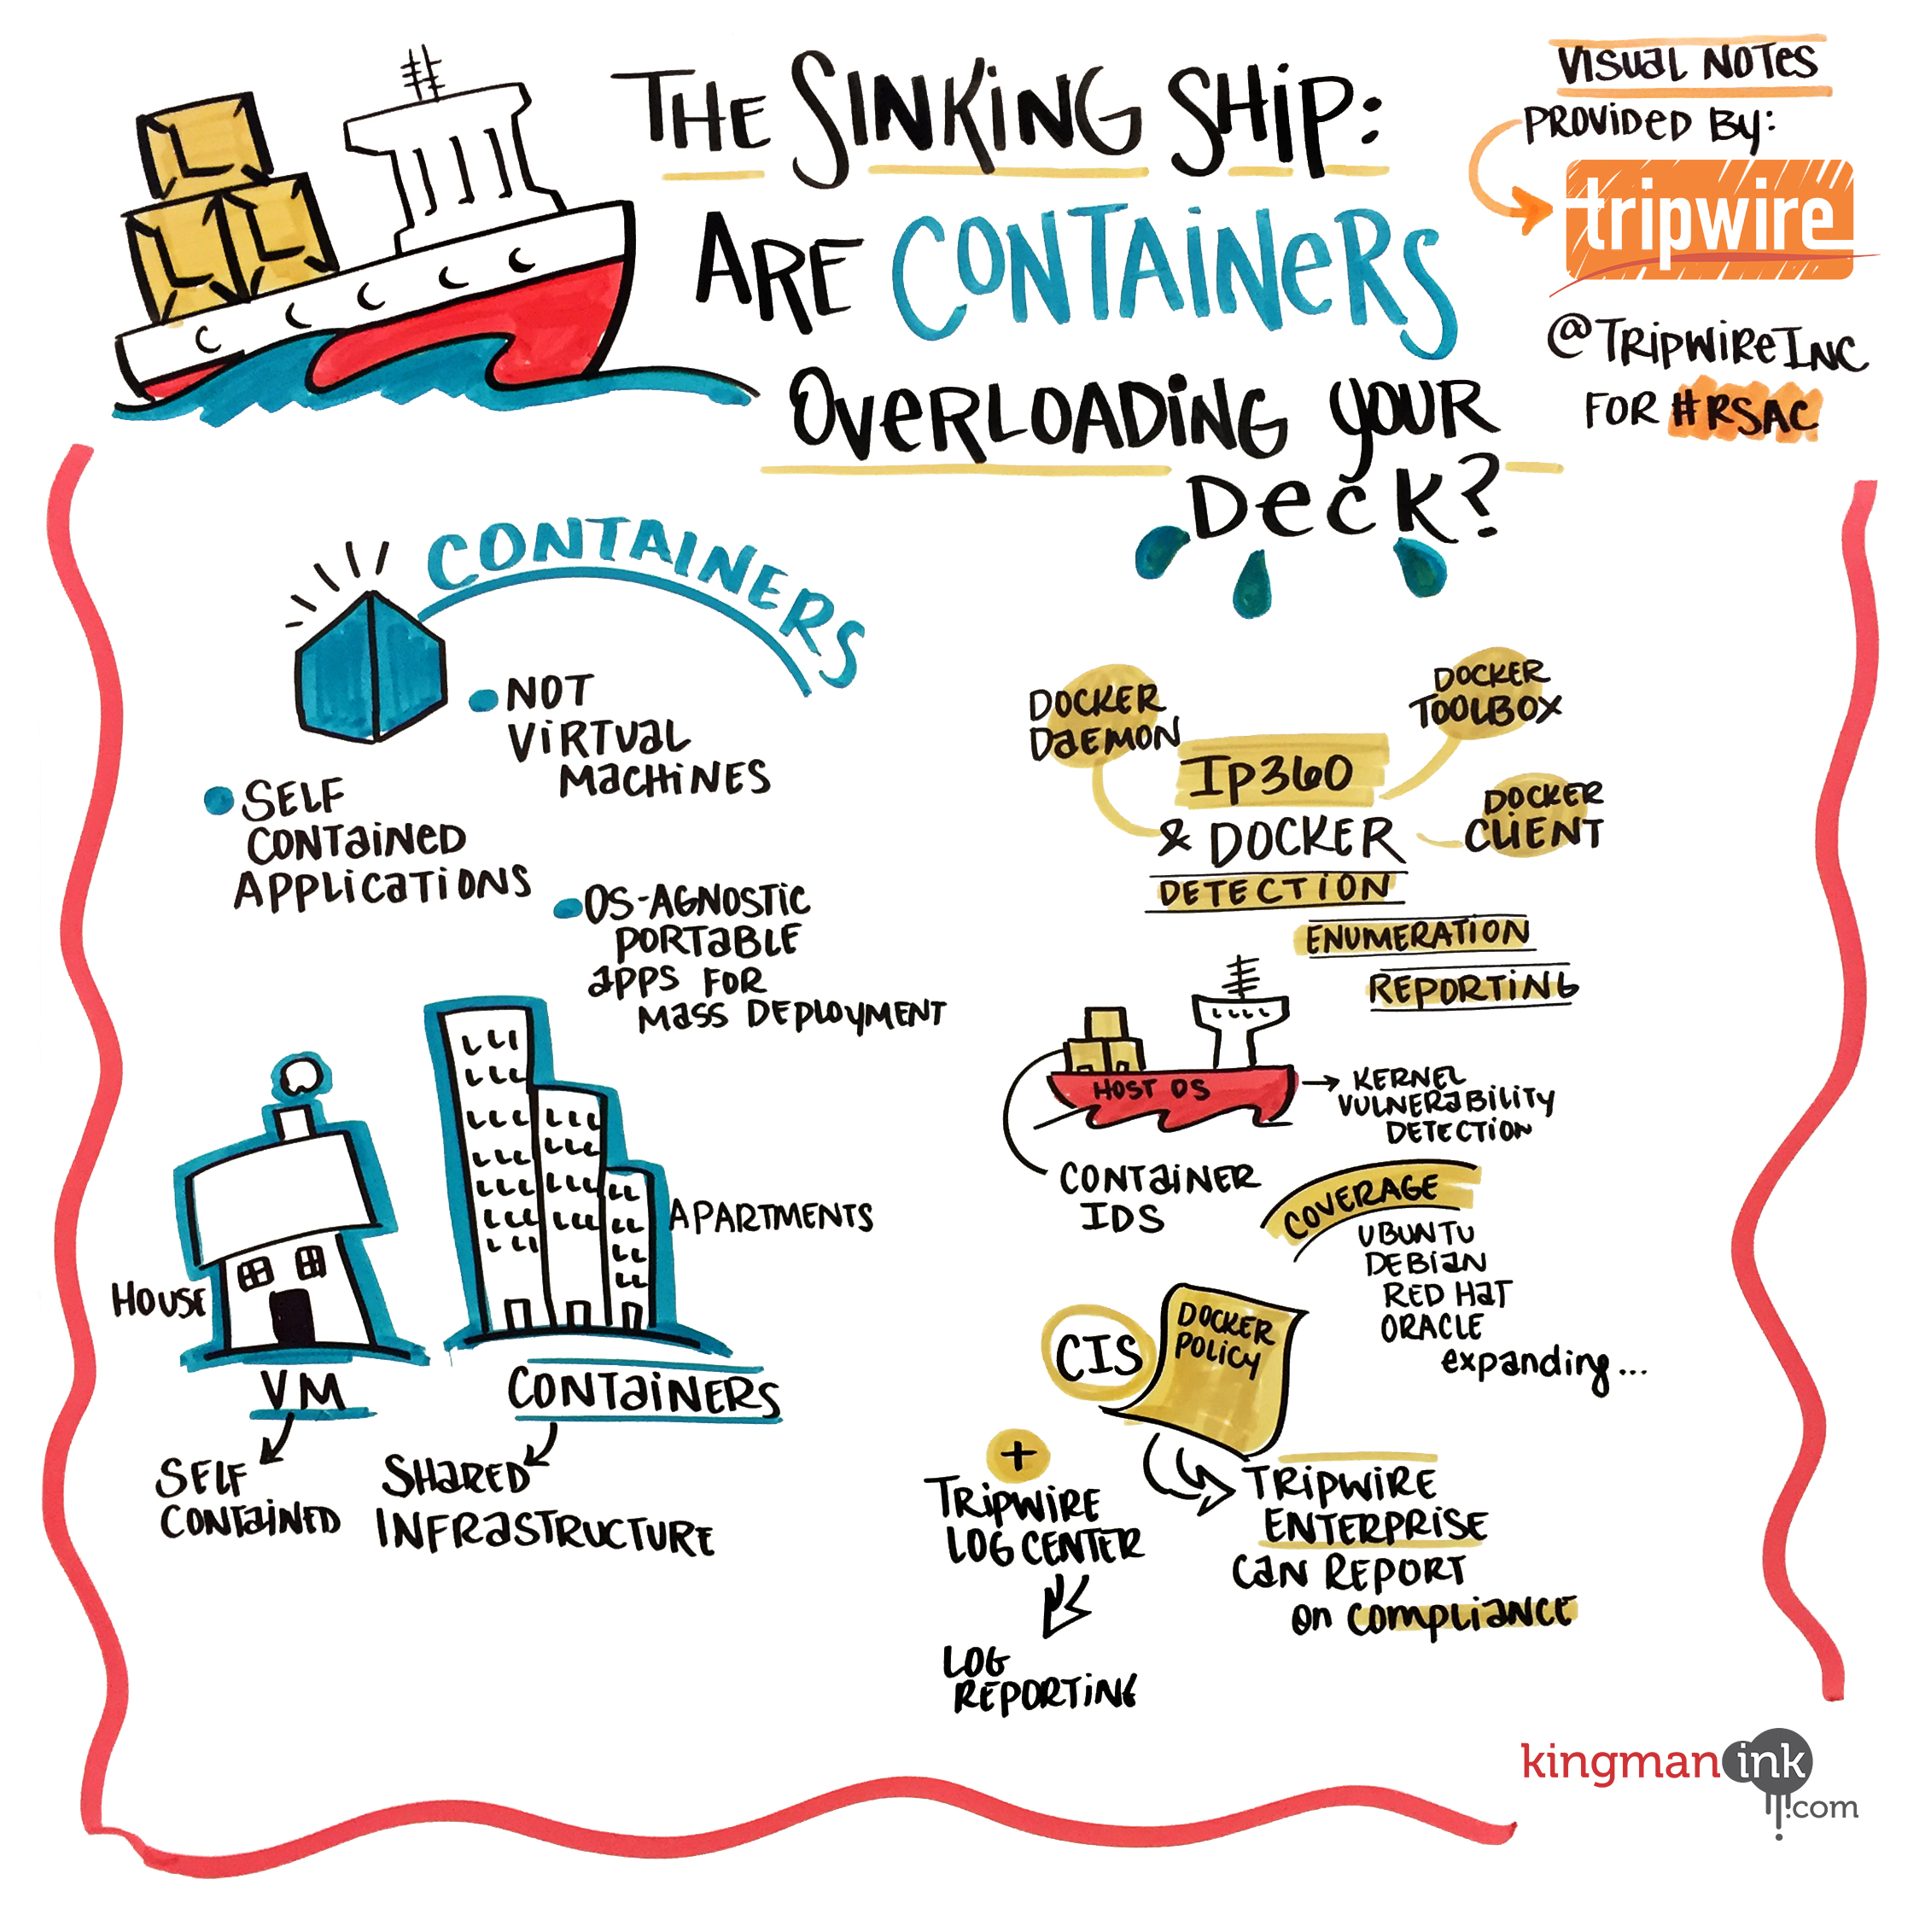 THE SINKING SHIP:
ARE CONTAINERS
OVERLOADING YOUR
DECK?
VISUAL NOTES
PROVIDED BY:
tripwire
@TRIPWIREINC
FOR #RSAC
CONTAINERS
NOT
VIRTUAL
MACHINES
SELF
CONTAINED
APPLICATIONS
OS-AGNOSTIC
PORTABLE
APPS FOR
MASS DEPLOYMENT
HOUSE
APARTMENTS
VM
CONTAINERS
SELF
CONTAINED
SHARED
INFRASTRUCTURE
DOCKER
DAEMON
DOCKER
TOOLBOX
IP360
& DOCKER
DOCKER
CLIENT
DETECTION
ENUMERATION
REPORTING
HOST OS
KERNEL
VULNERABILITY
DETECTION
CONTAINER
IDS
COVERAGE
UBUNTU
DEBIAN
RED HAT
ORACLE
expanding...
CIS
DOCKER
POLICY
+
TRIPWIRE
LOG CENTER
LOG
REPORTING
TRIPWIRE
ENTERPRISE
CAN REPORT
on COMPLIANCE
kingmanink
.com